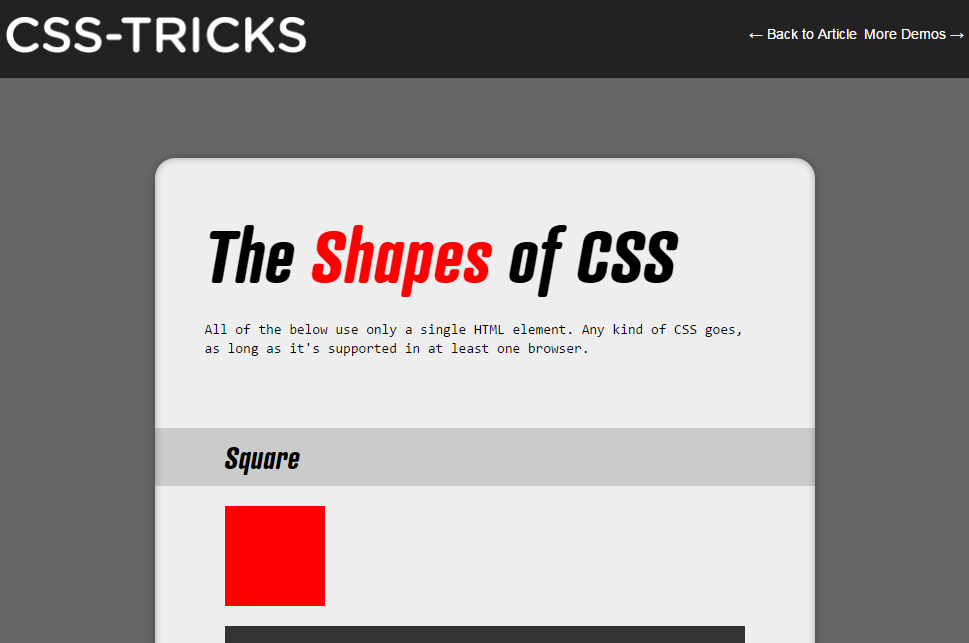 CSS-TRICKS
← Back to Article More Demos →
The Shapes of CSS
All of the below use only a single HTML element. Any kind of CSS goes,
as long as it's supported in at least one browser.
Square